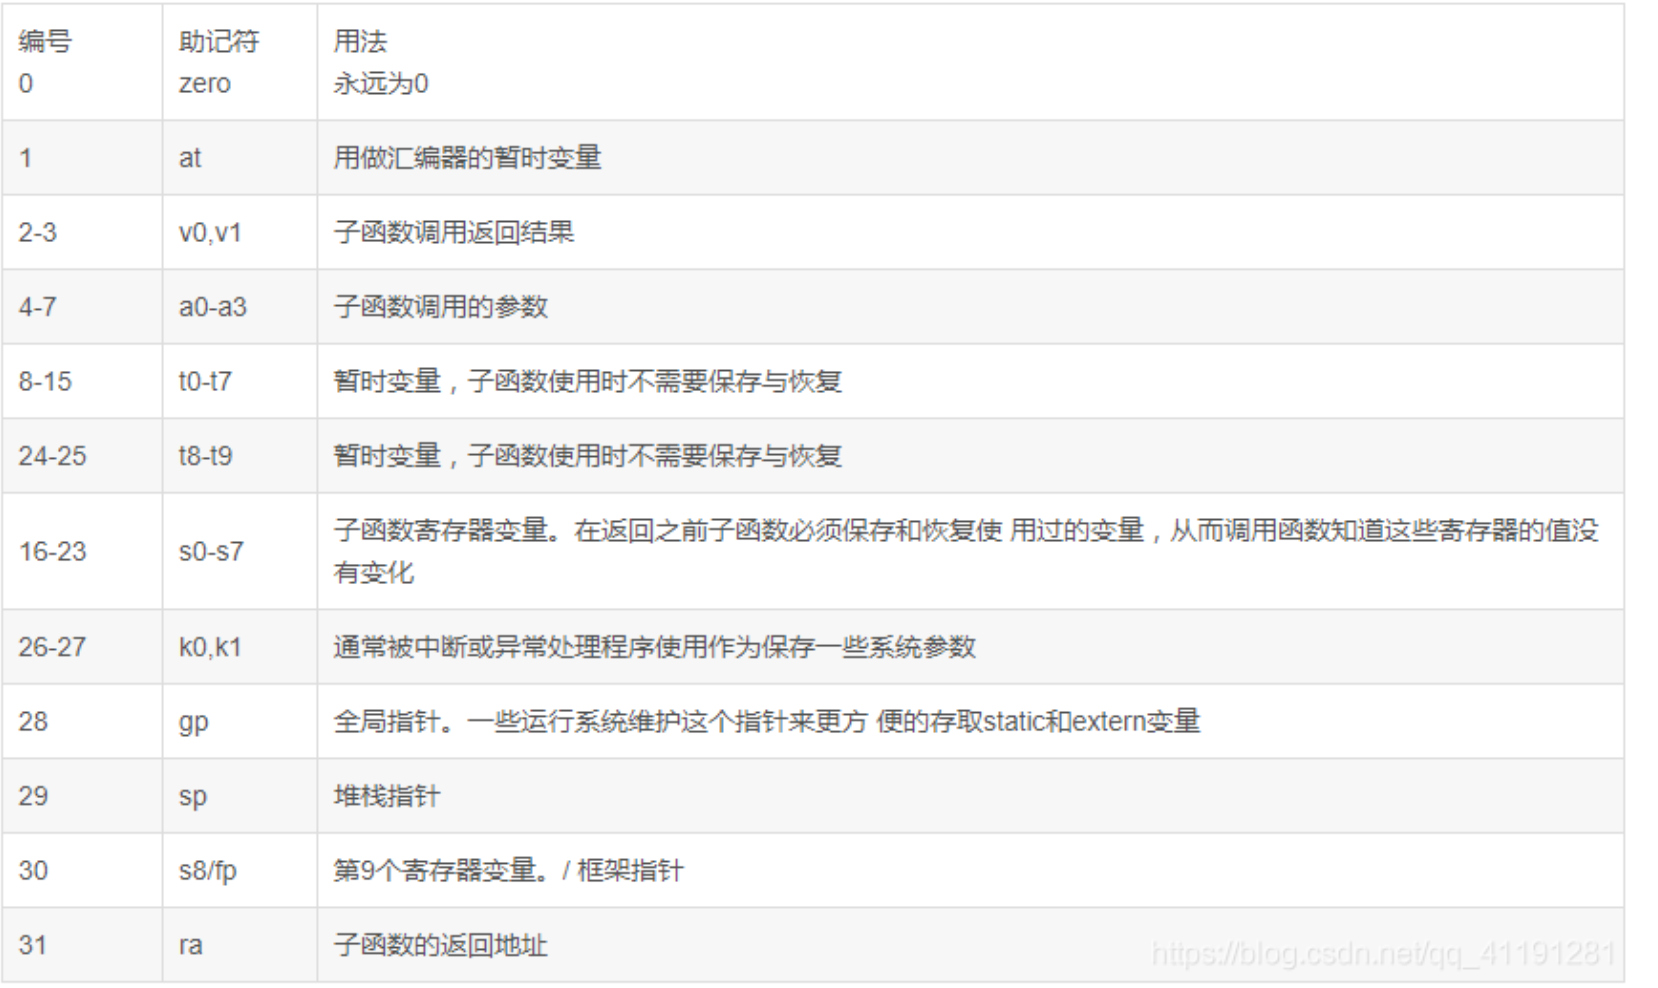 编号 助记符 用法
0 zero 永远为0
1 at 用做汇编器的暂时变量
2-3 v0,v1 子函数调用返回结果
4-7 a0-a3 子函数调用的参数
8-15 t0-t7 暂时变量，子函数使用时不需要保存与恢复
24-25 t8-t9 暂时变量，子函数使用时不需要保存与恢复
16-23 s0-s7 子函数寄存器变量。在返回之前子函数必须保存和恢复使 用过的变量，从而调用函数知道这些寄存器的值没
有变化
26-27 k0,k1 通常被中断或异常处理程序使用作为保存一些系统参数
28 gp 全局指针。一些运行系统维护这个指针来更方 便的存取static和extern变量
29 sp 堆栈指针
30 s8/fp 第9个寄存器变量。/ 框架指针
31 ra 子函数的返回地址
https://blog.csdn.net/qq_41191281